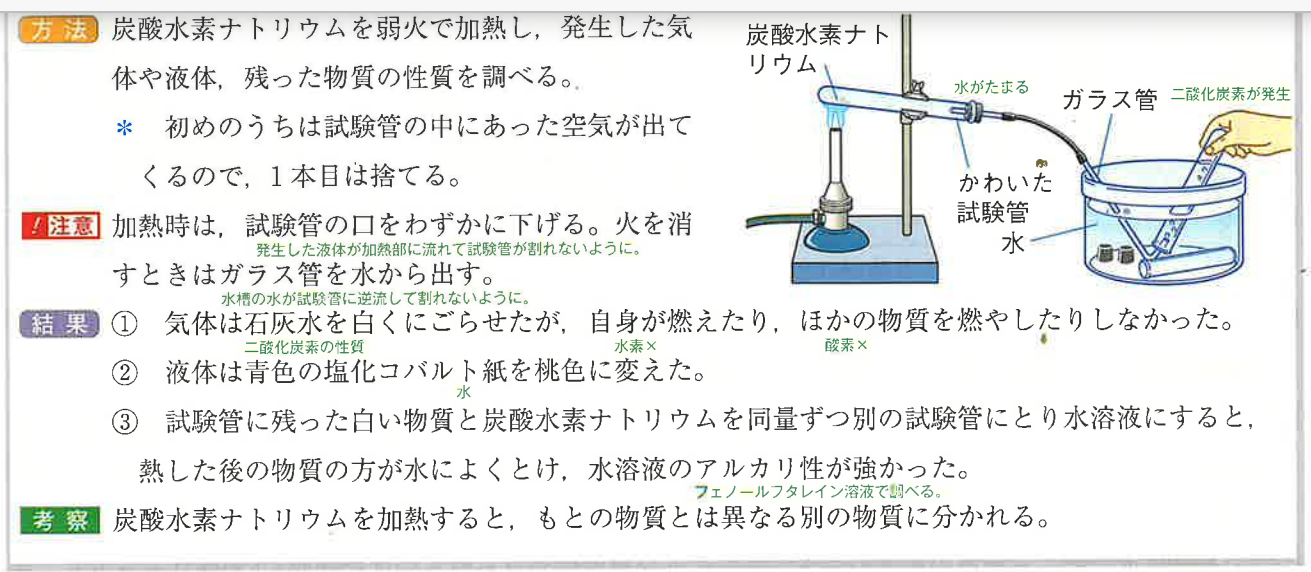 方法 炭酸水素ナトリウムを弱火で加熱し，発生した気
体や液体，残った物質の性質を調べる。
＊ 初めのうちは試験管の中にあった空気が出て
くるので，1本目は捨てる。
！注意 加熱時は，試験管の口をわずかに下げる。火を消
発生した液体が加熱部に流れて試験管が割れないように。
すときはガラス管を水から出す。
水槽の水が試験管に逆流して割れないように。
炭酸水素ナト
リウム
水がたまる
ガラス管
二酸化炭素が発生
かわいた
試験管
水
結果 ① 気体は石灰水を白くにごらせたが，自身が燃えたり，ほかの物質を燃やしたりしなかった。
二酸化炭素の性質 水素× 酸素×
② 液体は青色の塩化コバルト紙を桃色に変えた。
水
③ 試験管に残った白い物質と炭酸水素ナトリウムを同量ずつ別の試験管にとり水溶液にすると，
熱した後の物質の方が水によくとけ，水溶液のアルカリ性が強かった。
フェノールフタレイン溶液で調べる。
考察 炭酸水素ナトリウムを加熱すると，もとの物質とは異なる別の物質に分かれる。